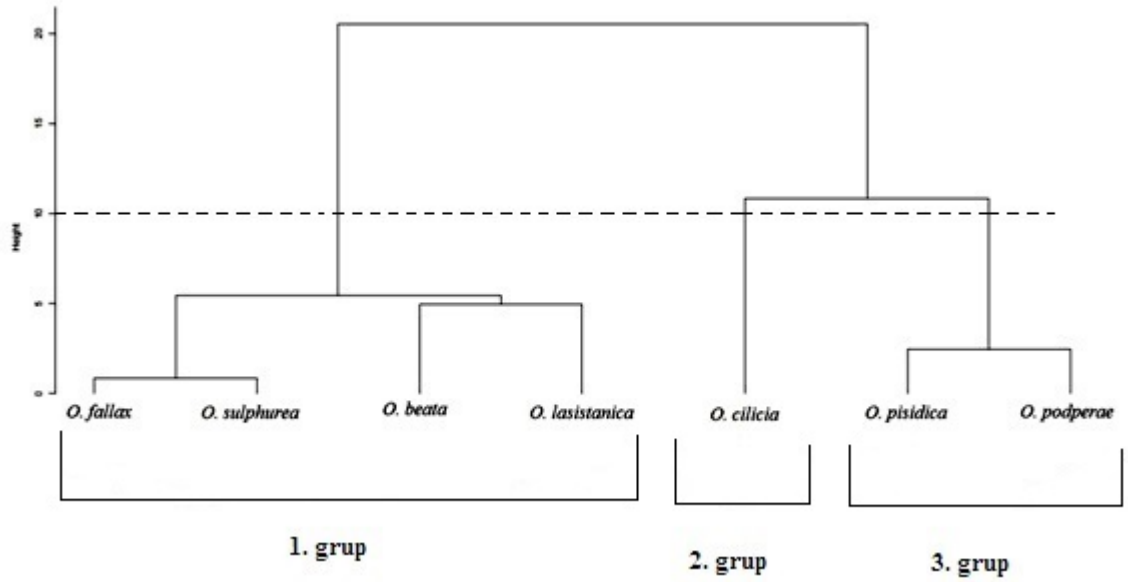 20
15
10
Height
5
0
O. fallax O. sulphurea O. beata O. lasistanica O. cilicia O. pisidica O. podperae
1. grup 2. grup 3. grup